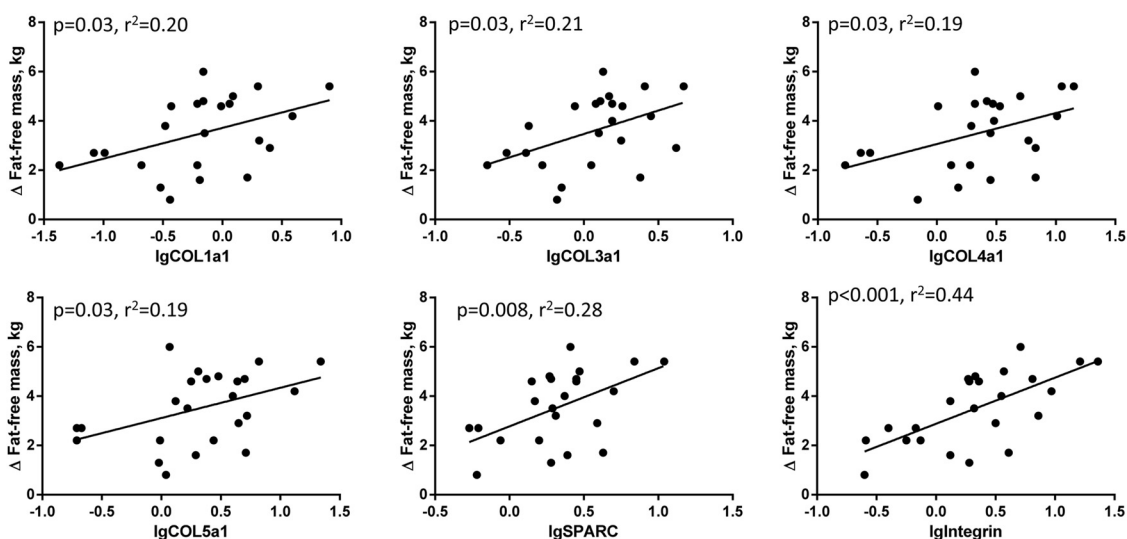 p=0.03, r²=0.20
8
6
4
2
0
Δ Fat-free mass, kg
-1.5 -1.0 -0.5 0.0 0.5 1.0
lgCOL1a1
p=0.03, r²=0.21
8
6
4
2
0
Δ Fat-free mass, kg
-1.0 -0.5 0.0 0.5 1.0
lgCOL3a1
p=0.03, r²=0.19
8
6
4
2
0
Δ Fat-free mass, kg
-1.0 -0.5 0.0 0.5 1.0 1.5
lgCOL4a1
p=0.03, r²=0.19
8
6
4
2
0
Δ Fat-free mass, kg
-1.0 -0.5 0.0 0.5 1.0 1.5
lgCOL5a1
p=0.008, r²=0.28
8
6
4
2
0
Δ Fat-free mass, kg
-0.5 0.0 0.5 1.0 1.5
lgSPARC
p<0.001, r²=0.44
8
6
4
2
0
Δ Fat-free mass, kg
-1.0 -0.5 0.0 0.5 1.0 1.5
lgIntegrin